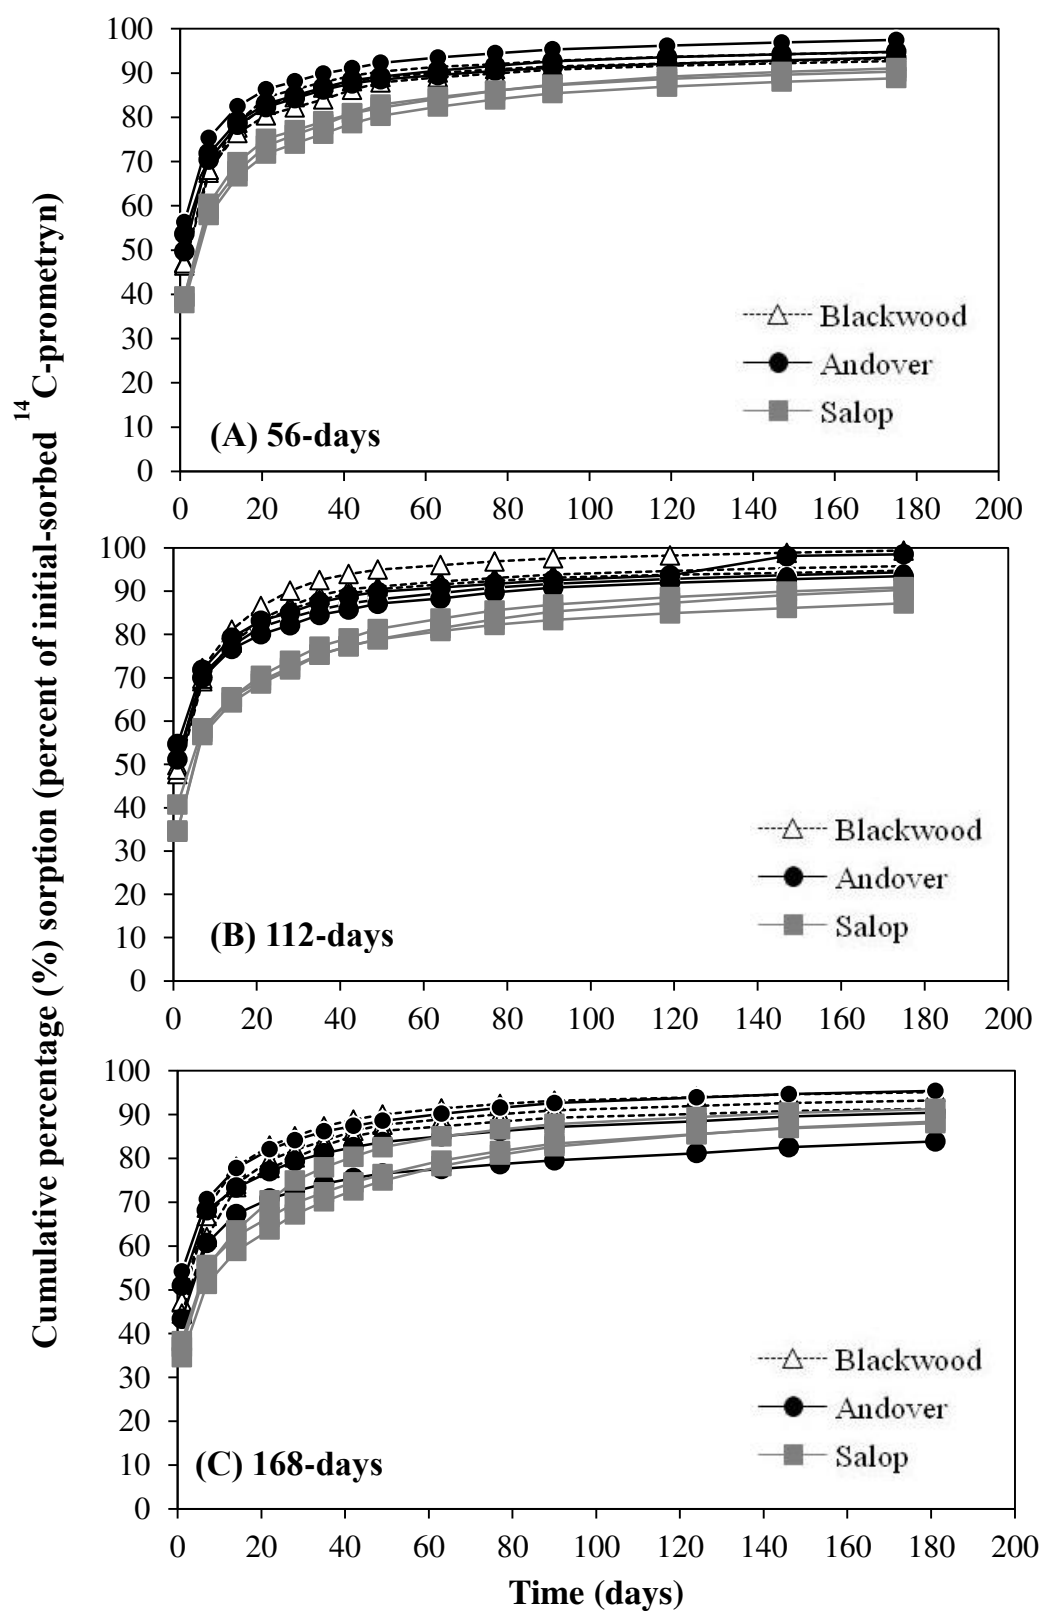 Cumulative percentage (%) sorption (percent of initial-sorbed ¹⁴C-prometryn)
100
90
80
70
60
50
40
30
20
10
0
Blackwood
Andover
Salop
(A) 56-days
0 20 40 60 80 100 120 140 160 180 200
100
90
80
70
60
50
40
30
20
10
0
Blackwood
Andover
Salop
(B) 112-days
0 20 40 60 80 100 120 140 160 180 200
100
90
80
70
60
50
40
30
20
10
0
Blackwood
Andover
Salop
(C) 168-days
0 20 40 60 80 100 120 140 160 180 200
Time (days)